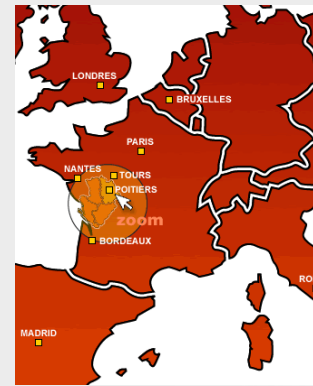 LONDRES
BRUXELLES
PARIS
NANTES
TOURS
POITIERS
zoom
BORDEAUX
RO
MADRID